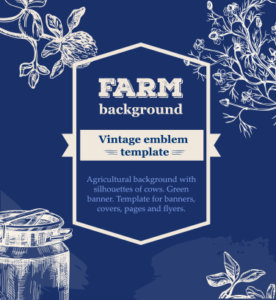 FARM
background
Vintage emblem
template
Agricultural background with
silhouettes of cows. Green
banner. Template for banners,
covers, pages and flyers.